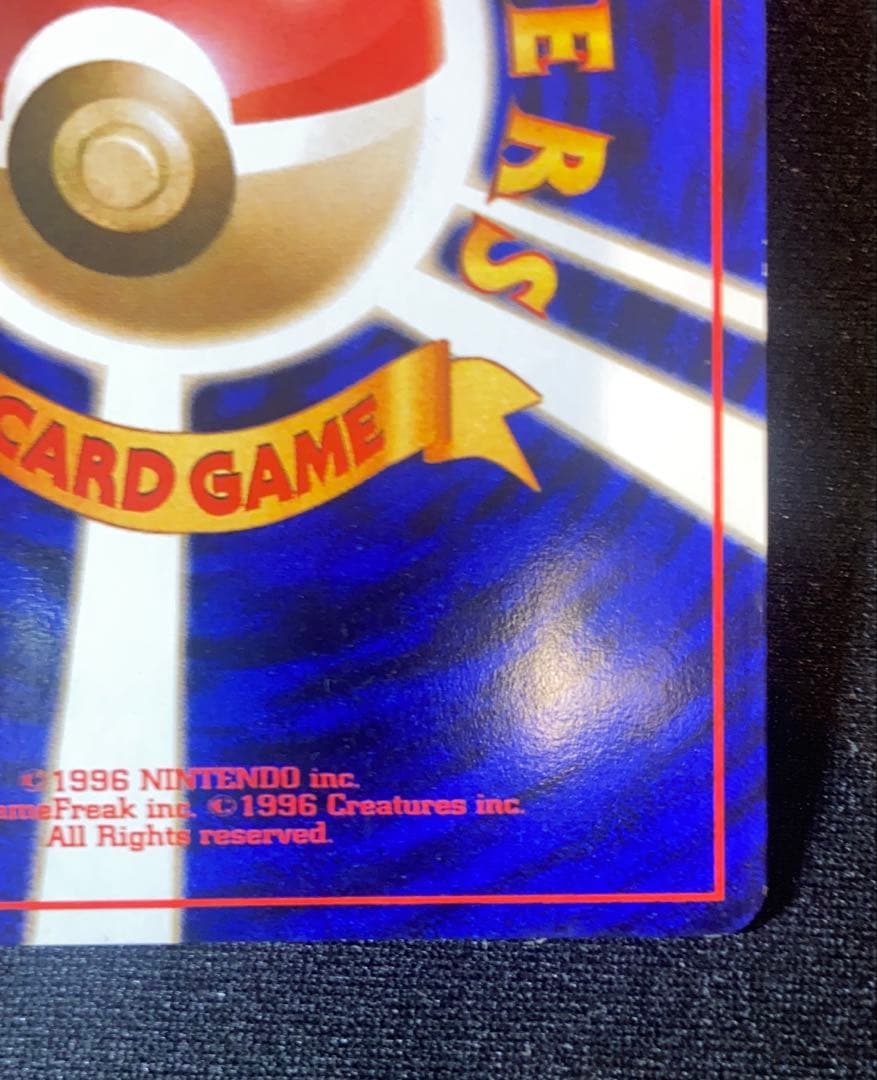 ERS
CARD GAME
©1996 NINTENDO inc.
ameFreak inc. ©1996 Creatures inc.
All Rights reserved.